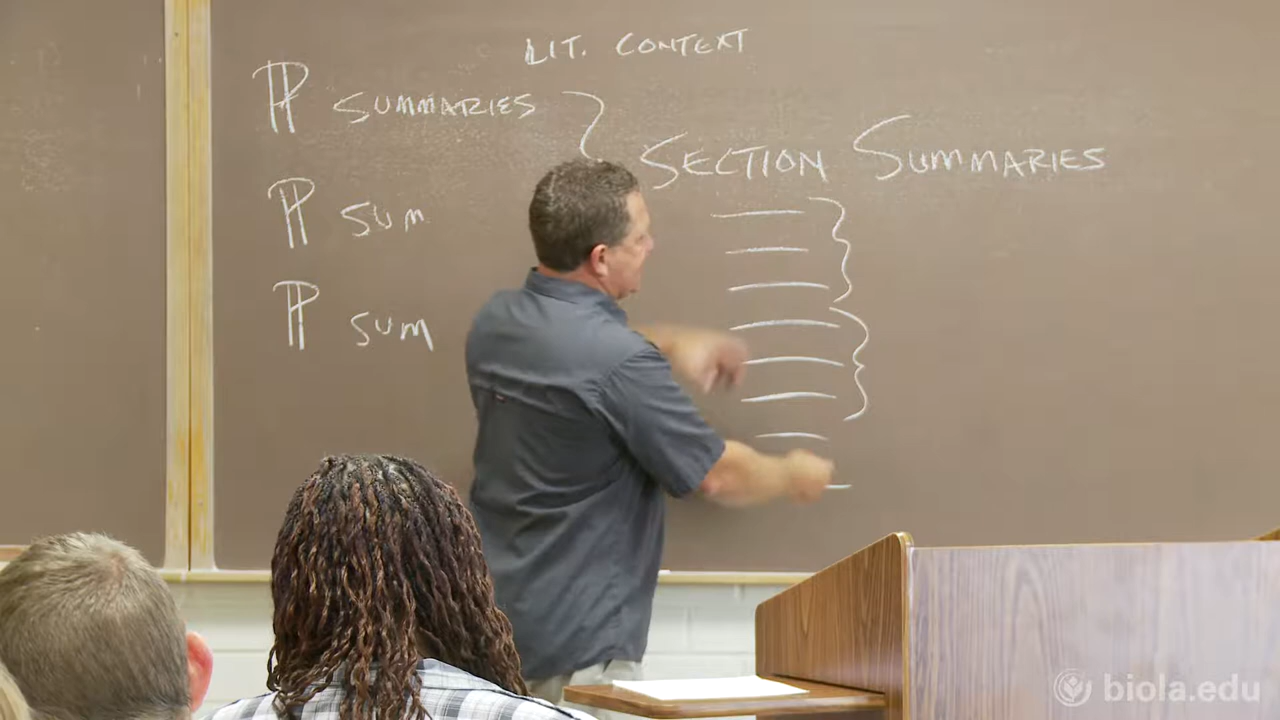 LIT. CONTEXT
¶ SUMMARIES
SECTION SUMMARIES
¶ SUM
¶ SUM
biola.edu